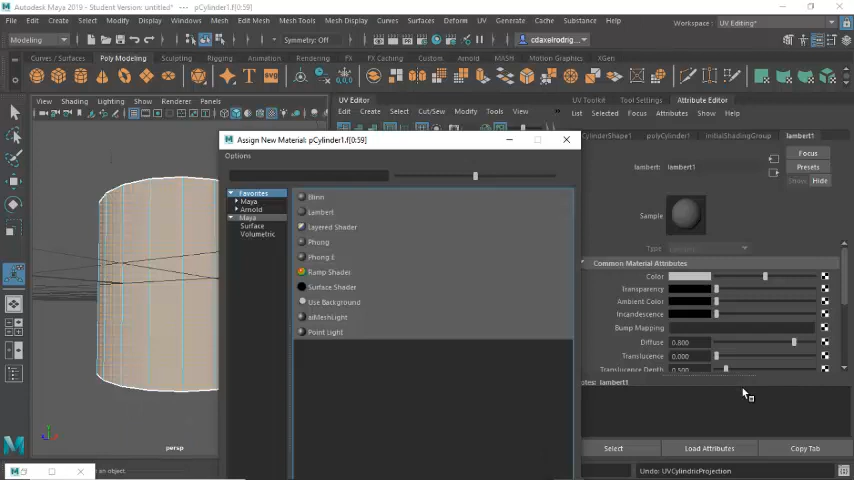 Autodesk Maya 2019 - Student Version: untitled* --- pCylinder1.f[0:59]
File Edit Create Select Modify Display Windows Mesh Edit Mesh Mesh Tools Mesh Display Curves Surfaces Deform UV Generate Cache Substance Help
Workspace : UV Editing*
Modeling
Symmetry: Off
cdaxelrodrig...
Curves / Surfaces Poly Modeling Sculpting Rigging Animation Rendering FX FX Caching Custom Arnold MASH Motion Graphics XGen
View Shading Lighting Show Renderer Panels
UV Editor
Edit Create Select Cut/Sew Modify Tools View
UV Toolkit Tool Settings Attribute Editor
List Selected Focus Attributes Show Help
Assign New Material: pCylinder1.f[0:59]
Options
Favorites
Maya
Arnold
Maya
Surface
Volumetric
Blinn
Lambert
Layered Shader
Phong
Phong E
Ramp Shader
Surface Shader
Use Background
aiMeshLight
Point Light
polyCylinder1 initialShadingGroup lambert1
lambert: lambert1
Focus
Presets
Show Hide
Sample
Type
Common Material Attributes
Color
Transparency
Ambient Color
Incandescence
Bump Mapping
Diffuse 0.800
Translucence 0.000
Translucence Depth 0.500
lambert1
Select Load Attributes Copy Tab
persp
an object.
Undo: UVCylindricProjection